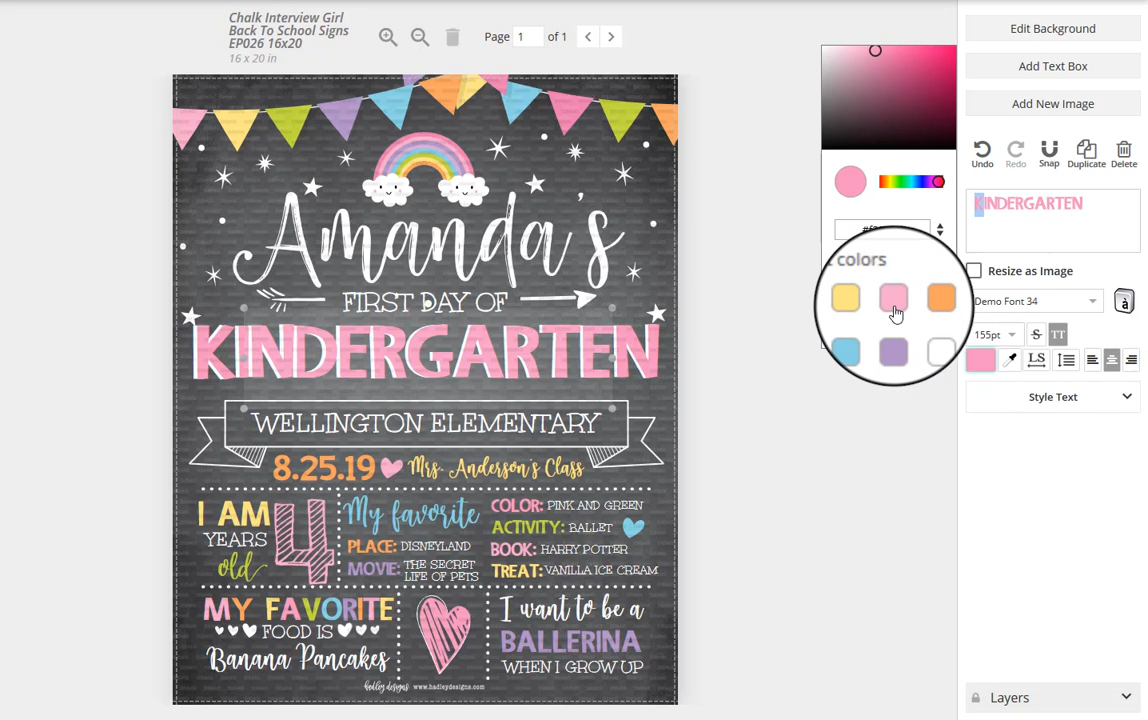 Chalk Interview Girl
Back To School Signs
EP026 16x20
16 x 20 in
Page 1 of 1
Edit Background
Add Text Box
Add New Image
Undo Redo Snap Duplicate Delete
KINDERGARTEN
colors
Resize as Image
Demo Font 34
à
155pt S TT
LS
Style Text
Layers
Amanda's
FIRST DAY OF
KINDERGARTEN
WELLINGTON ELEMENTARY
8.25.19 Mrs. Anderson's Class
I AM 4
YEARS
old
My favorite
PLACE: DISNEYLAND
MOVIE: THE SECRET
LIFE OF PETS
COLOR: PINK AND GREEN
ACTIVITY: BALLET
BOOK: HARRY POTTER
TREAT: VANILLA ICE CREAM
MY FAVORITE
FOOD IS
Banana Pancakes
I want to be a
BALLERINA
WHEN I GROW UP
hadley designs www.hadleydesigns.com